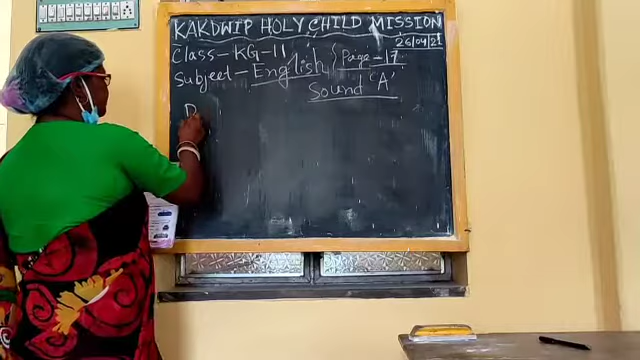 KAKDWIP HOLY CHILD MISSION
26/04/21
Class - KG-II
Subject - English } Page - 17
Sound 'A'